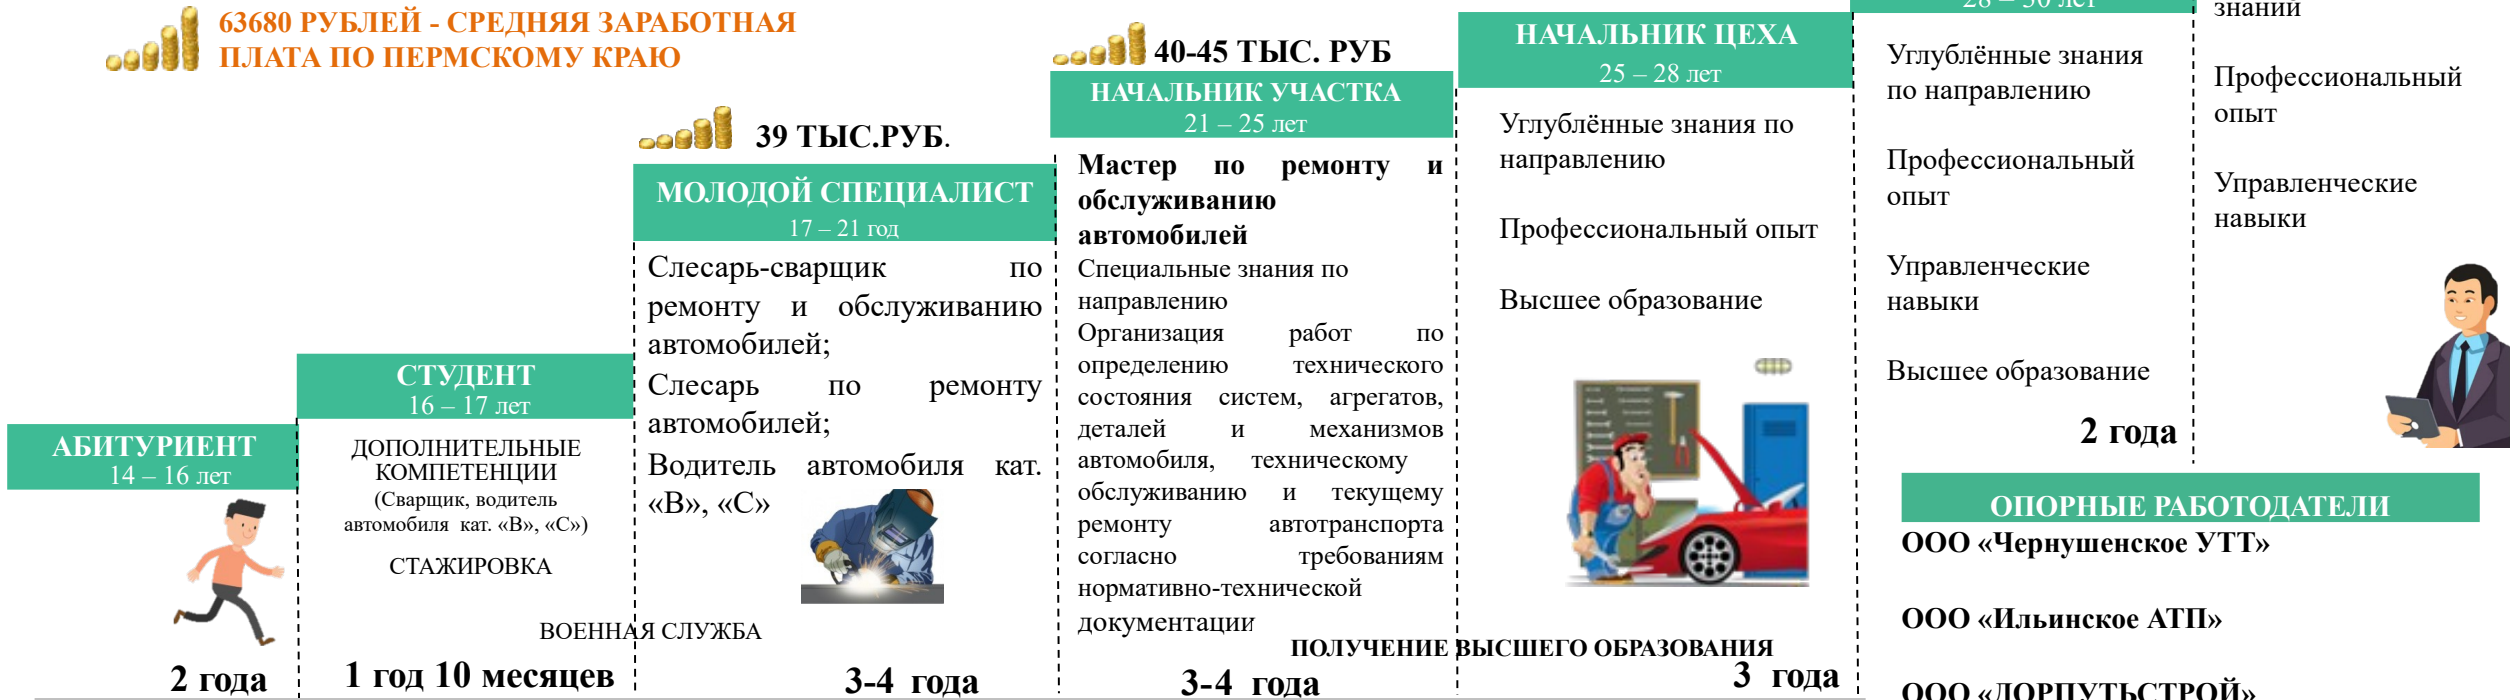 63680 РУБЛЕЙ - СРЕДНЯЯ ЗАРАБОТНАЯ
ПЛАТА ПО ПЕРМСКОМУ КРАЮ
АБИТУРИЕНТ
14 – 16 лет
2 года
СТУДЕНТ
16 – 17 лет
ДОПОЛНИТЕЛЬНЫЕ
КОМПЕТЕНЦИИ
(Сварщик, водитель
автомобиля кат. «В», «С»)
СТАЖИРОВКА
ВОЕННАЯ СЛУЖБА
1 год 10 месяцев
39 ТЫС.РУБ.
МОЛОДОЙ СПЕЦИАЛИСТ
17 – 21 год
Слесарь-сварщик по
ремонту и обслуживанию
автомобилей;
Слесарь по ремонту
автомобилей;
Водитель автомобиля кат.
«В», «С»
3-4 года
40-45 ТЫС. РУБ
НАЧАЛЬНИК УЧАСТКА
21 – 25 лет
Мастер по ремонту и
обслуживанию
автомобилей
Специальные знания по
направлению
Организация работ по
определению технического
состояния систем, агрегатов,
деталей и механизмов
автомобиля, техническому
обслуживанию и текущему
ремонту автотранспорта
согласно требованиям
нормативно-технической
документации
ПОЛУЧЕНИЕ ВЫСШЕГО ОБРАЗОВАНИЯ
3-4 года
НАЧАЛЬНИК ЦЕХА
25 – 28 лет
Углублённые знания по
направлению
Профессиональный опыт
Высшее образование
3 года
28 – 30 лет
Углублённые знания
по направлению
Профессиональный
опыт
Управленческие
навыки
Высшее образование
2 года
знаний
Профессиональный
опыт
Управленческие
навыки
ОПОРНЫЕ РАБОТОДАТЕЛИ
ООО «Чернушенское УТТ»
ООО «Ильинское АТП»
ООО «ДОРПУТЬСТРОЙ»